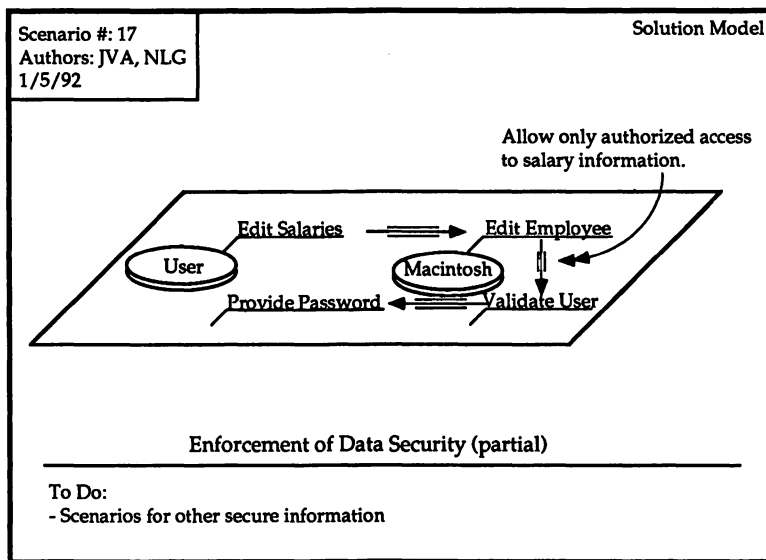 Scenario #: 17
Authors: JVA, NLG
1/5/92
Solution Model
Allow only authorized access
to salary information.
Edit Salaries
Edit Employee
User
Macintosh
Provide Password
Validate User
Enforcement of Data Security (partial)
To Do:
- Scenarios for other secure information